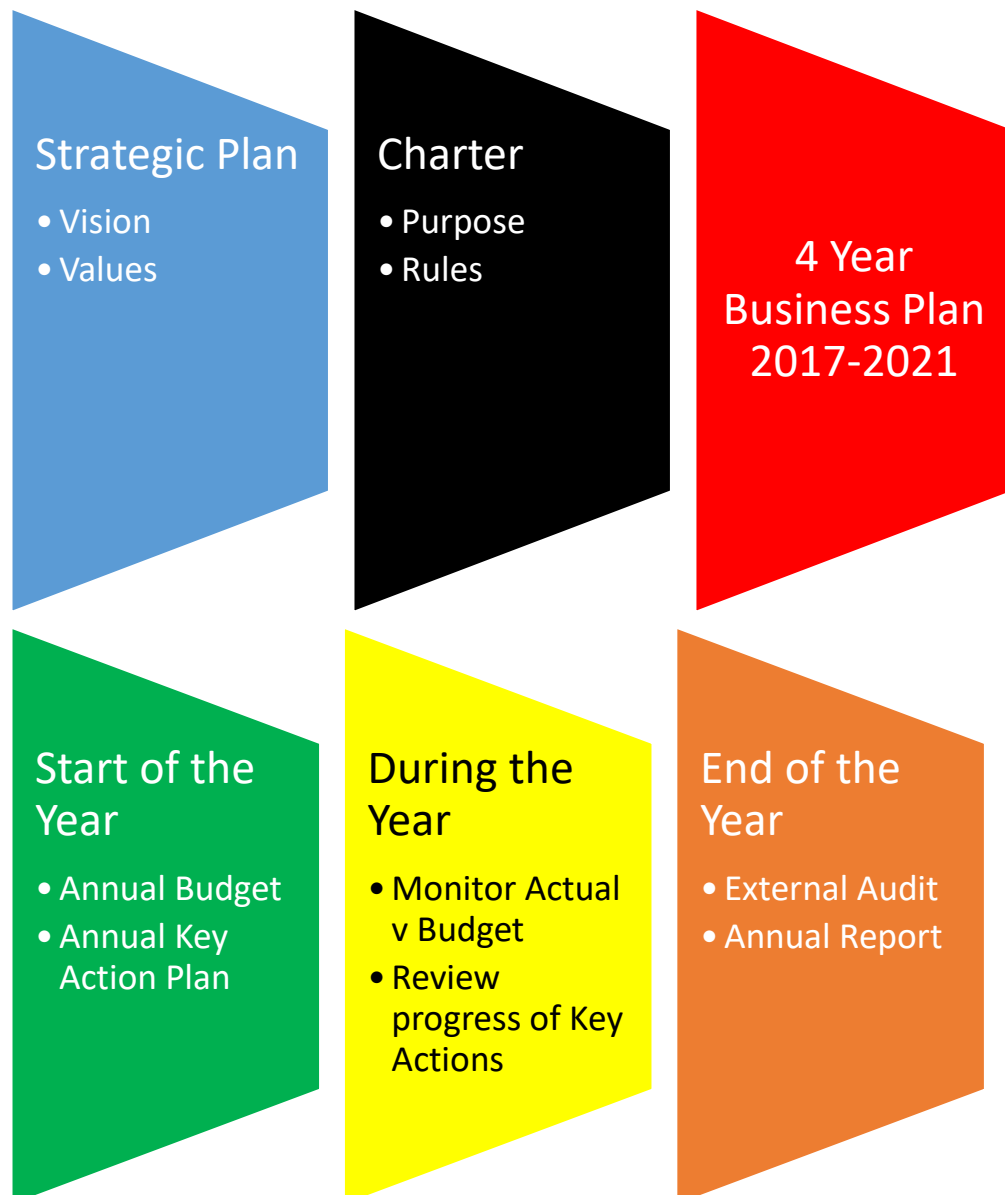 Strategic Plan
• Vision
• Values
Charter
• Purpose
• Rules
4 Year
Business Plan
2017-2021
Start of the
Year
• Annual Budget
• Annual Key
Action Plan
During the
Year
• Monitor Actual
v Budget
• Review
progress of Key
Actions
End of the
Year
• External Audit
• Annual Report